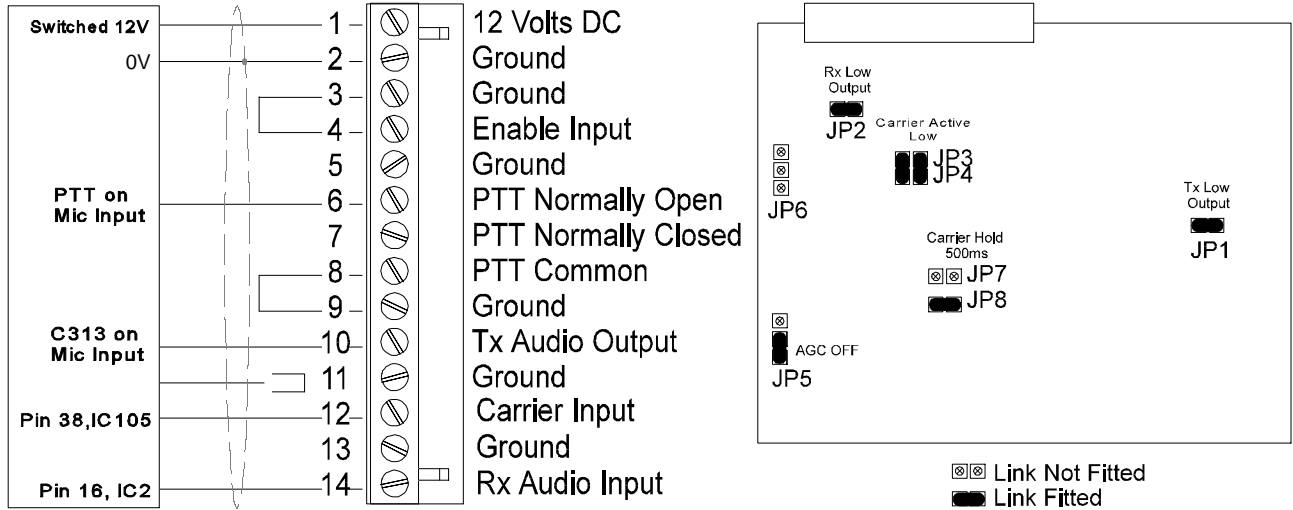 Switched 12V
1
12 Volts DC
0V
2
Ground
3
Ground
4
Enable Input
5
Ground
PTT on
Mic Input
6
PTT Normally Open
7
PTT Normally Closed
8
PTT Common
9
Ground
C313 on
Mic Input
10
Tx Audio Output
11
Ground
Pin 38,IC105
12
Carrier Input
13
Ground
Pin 16, IC2
14
Rx Audio Input
Rx Low
Output
JP2
Carrier Active
Low
JP3
JP4
JP6
Tx Low
Output
JP1
Carrier Hold
500ms
JP7
JP8
AGC OFF
JP5
Link Not Fitted
Link Fitted